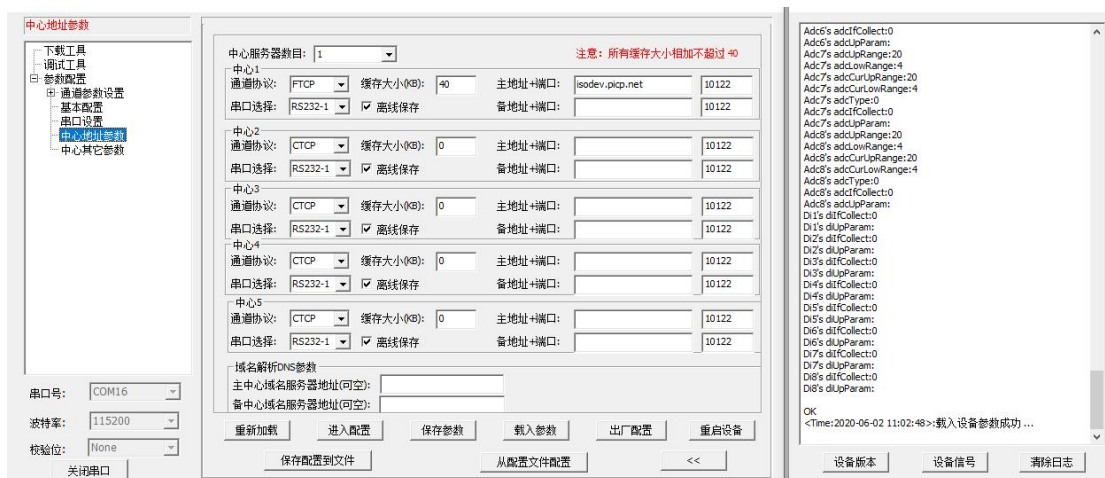 中心地址参数
下载工具
调试工具
参数配置
通道参数设置
基本配置
串口设置
中心地址参数
中心其它参数
串口号: COM16
波特率: 115200
校验位: None
关闭串口
中心服务器数目: 1 注意: 所有缓存大小相加不超过 40
中心1
通道协议: FTCP 缓存大小(KB): 40 主地址+端口: isodev.picp.net 10122
串口选择: RS232-1 离线保存 备地址+端口: 10122
中心2
通道协议: CTCP 缓存大小(KB): 0 主地址+端口: 10122
串口选择: RS232-1 离线保存 备地址+端口: 10122
中心3
通道协议: CTCP 缓存大小(KB): 0 主地址+端口: 10122
串口选择: RS232-1 离线保存 备地址+端口: 10122
中心4
通道协议: CTCP 缓存大小(KB): 0 主地址+端口: 10122
串口选择: RS232-1 离线保存 备地址+端口: 10122
中心5
通道协议: CTCP 缓存大小(KB): 0 主地址+端口: 10122
串口选择: RS232-1 离线保存 备地址+端口: 10122
域名解析DNS参数
主中心域名服务器地址(可空):
备中心域名服务器地址(可空):
重新加载 进入配置 保存参数 载入参数 出厂配置 重启设备
保存配置到文件 从配置文件配置 <<
Adc6's adcIfCollect:0
Adc6's adcUpParam:
Adc7's adcUpRange:20
Adc7's adcLowRange:4
Adc7's adcCurUpRange:20
Adc7's adcCurLowRange:4
Adc7's adcType:0
Adc7's adcIfCollect:0
Adc7's adcUpParam:
Adc8's adcUpRange:20
Adc8's adcLowRange:4
Adc8's adcCurUpRange:20
Adc8's adcCurLowRange:4
Adc8's adcType:0
Adc8's adcIfCollect:0
Adc8's adcUpParam:
Di1's diIfCollect:0
Di1's diUpParam:
Di2's diIfCollect:0
Di2's diUpParam:
Di3's diIfCollect:0
Di3's diUpParam:
Di4's diIfCollect:0
Di4's diUpParam:
Di5's diIfCollect:0
Di5's diUpParam:
Di6's diIfCollect:0
Di6's diUpParam:
Di7's diIfCollect:0
Di7's diUpParam:
Di8's diIfCollect:0
Di8's diUpParam:
OK
<Time:2020-06-02 11:02:48>:载入设备参数成功 ...
设备版本 设备信号 清除日志